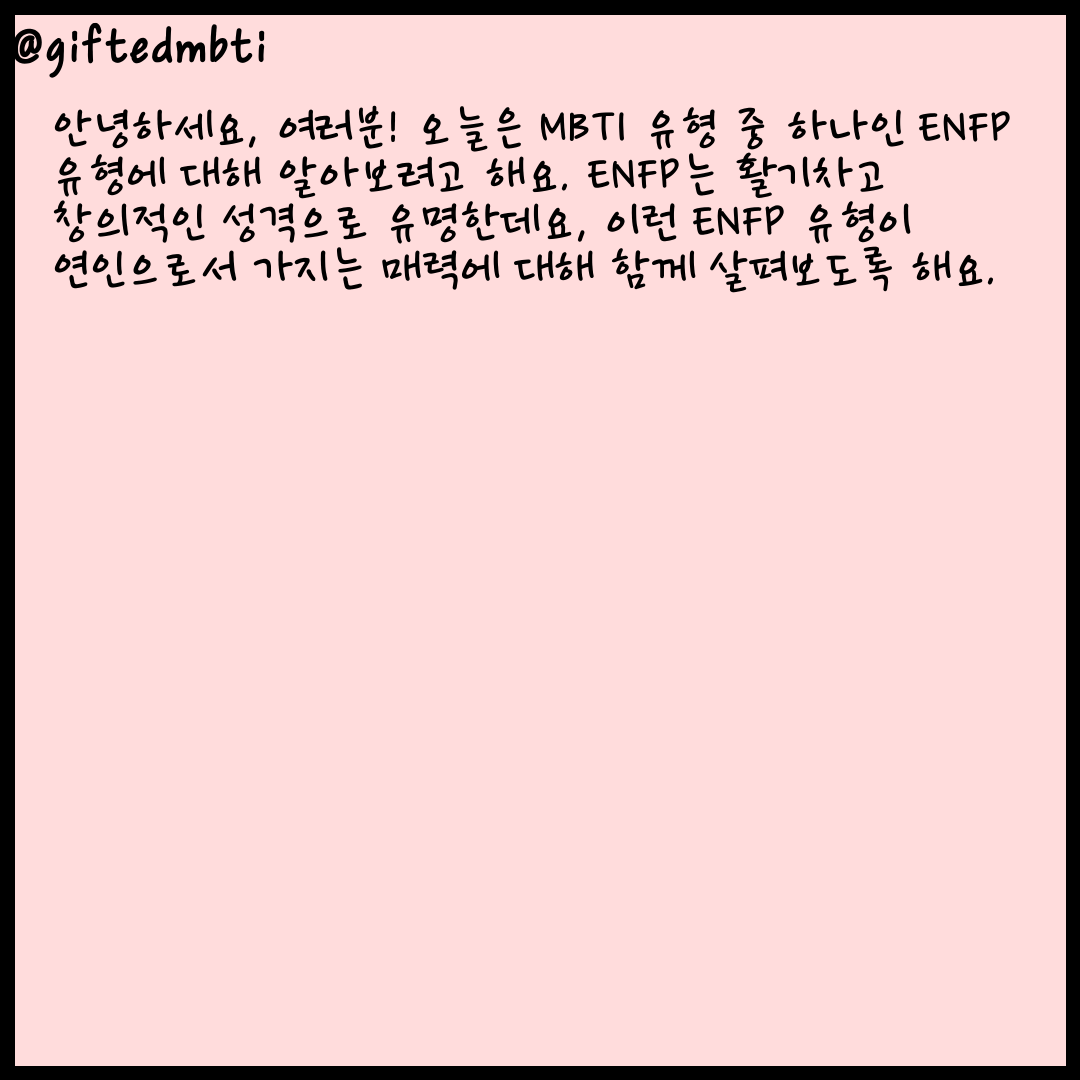 @giftedmbti
안녕하세요, 여러분! 오늘은 MBTI 유형 중 하나인 ENFP
유형에 대해 알아보려고 해요. ENFP는 활기차고
창의적인 성격으로 유명한데요, 이런 ENFP 유형이
연인으로서 가지는 매력에 대해 함께 살펴보도록 해요.